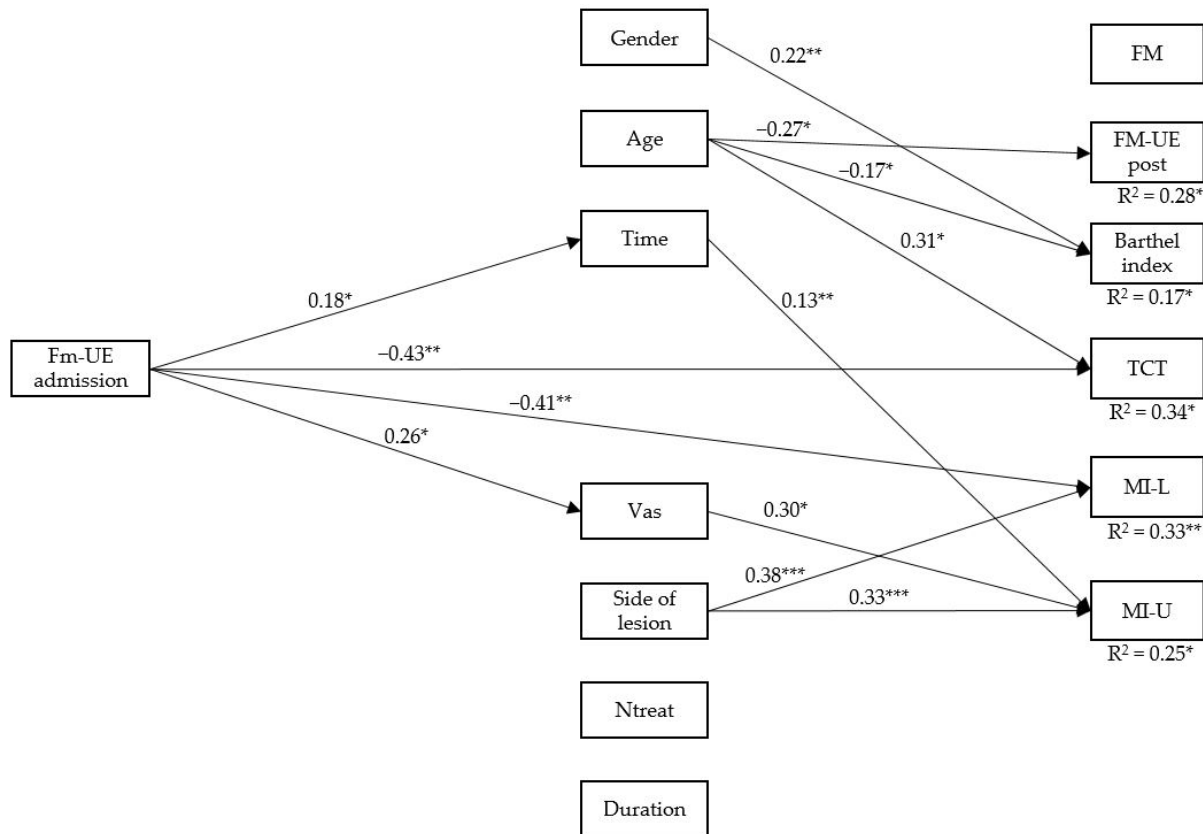 Gender
FM
0.22**
Age
−0.27*
FM-UE
post
−0.17*
R² = 0.28*
Time
0.31*
Barthel
index
R² = 0.17*
0.18*
0.13**
Fm-UE
admission
−0.43**
TCT
−0.41**
R² = 0.34*
0.26*
MI-L
Vas
0.30*
R² = 0.33**
0.38***
Side of
lesion
0.33***
MI-U
R² = 0.25*
Ntreat
Duration